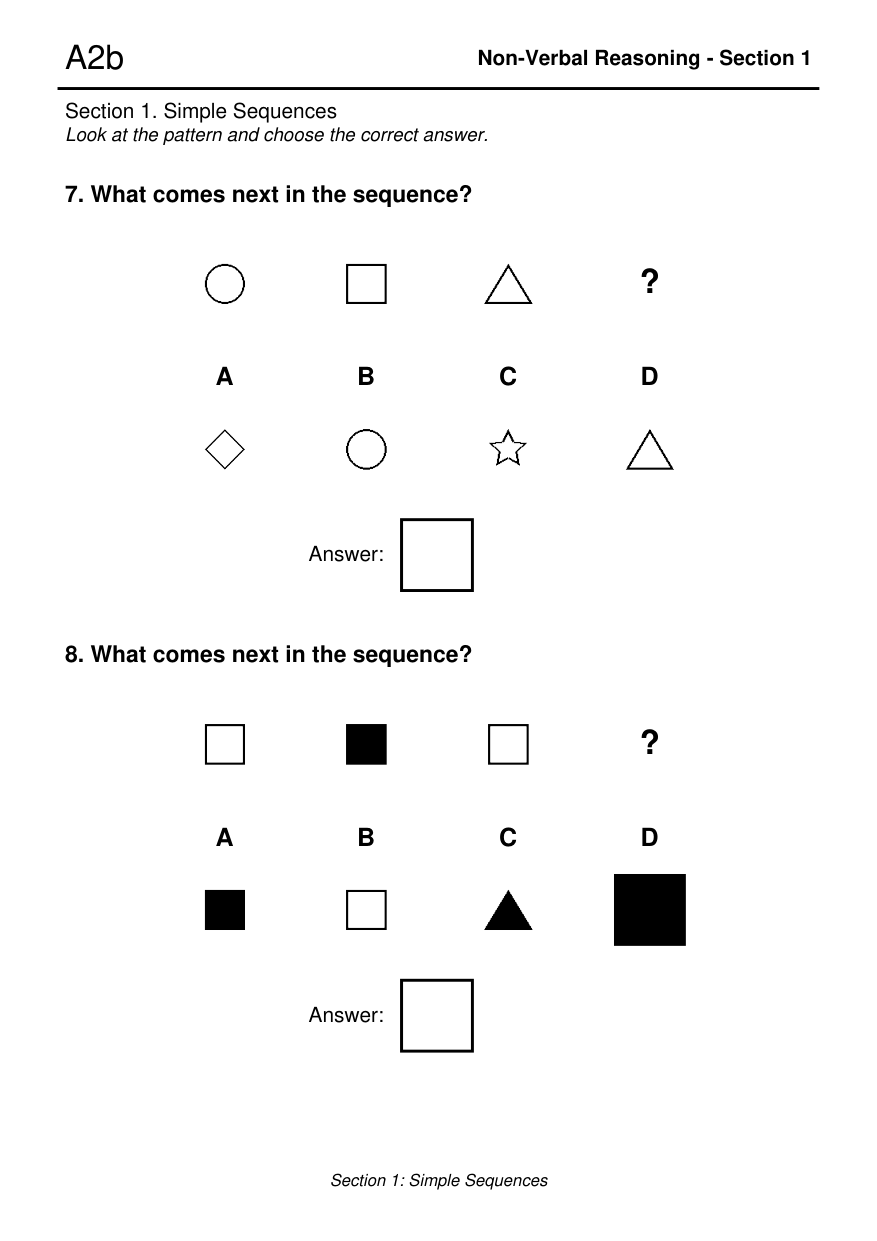 A2b
Non-Verbal Reasoning - Section 1
Section 1. Simple Sequences
Look at the pattern and choose the correct answer.
7. What comes next in the sequence?
?
A B C D
Answer:
8. What comes next in the sequence?
?
A B C D
Answer:
Section 1: Simple Sequences